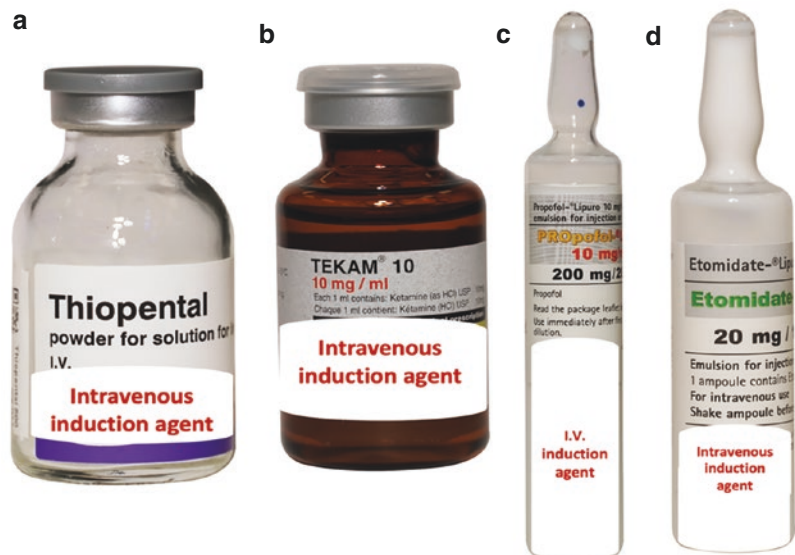 a
Thiopental
powder for solution for
I.V.
Intravenous
induction agent
b
TEKAM® 10
10 mg / ml
Each 1 ml contains: Ketamine (as HCl) USP
Chaque 1 ml contient: Kétamine (HCl) USP
Intravenous
induction agent
c
Propofol-®Lipuro 10 mg
emulsion for injection
PROpofol-
10 mg
200 mg/2
Propofol
Read the package leaflet
Use immediately after
dilution.
I.V.
induction
agent
d
Etomidate-®Lipu
Etomidate-
20 mg /
Emulsion for injection
1 ampoule contains
For intravenous use
Shake ampoule before
Intravenous
induction
agent